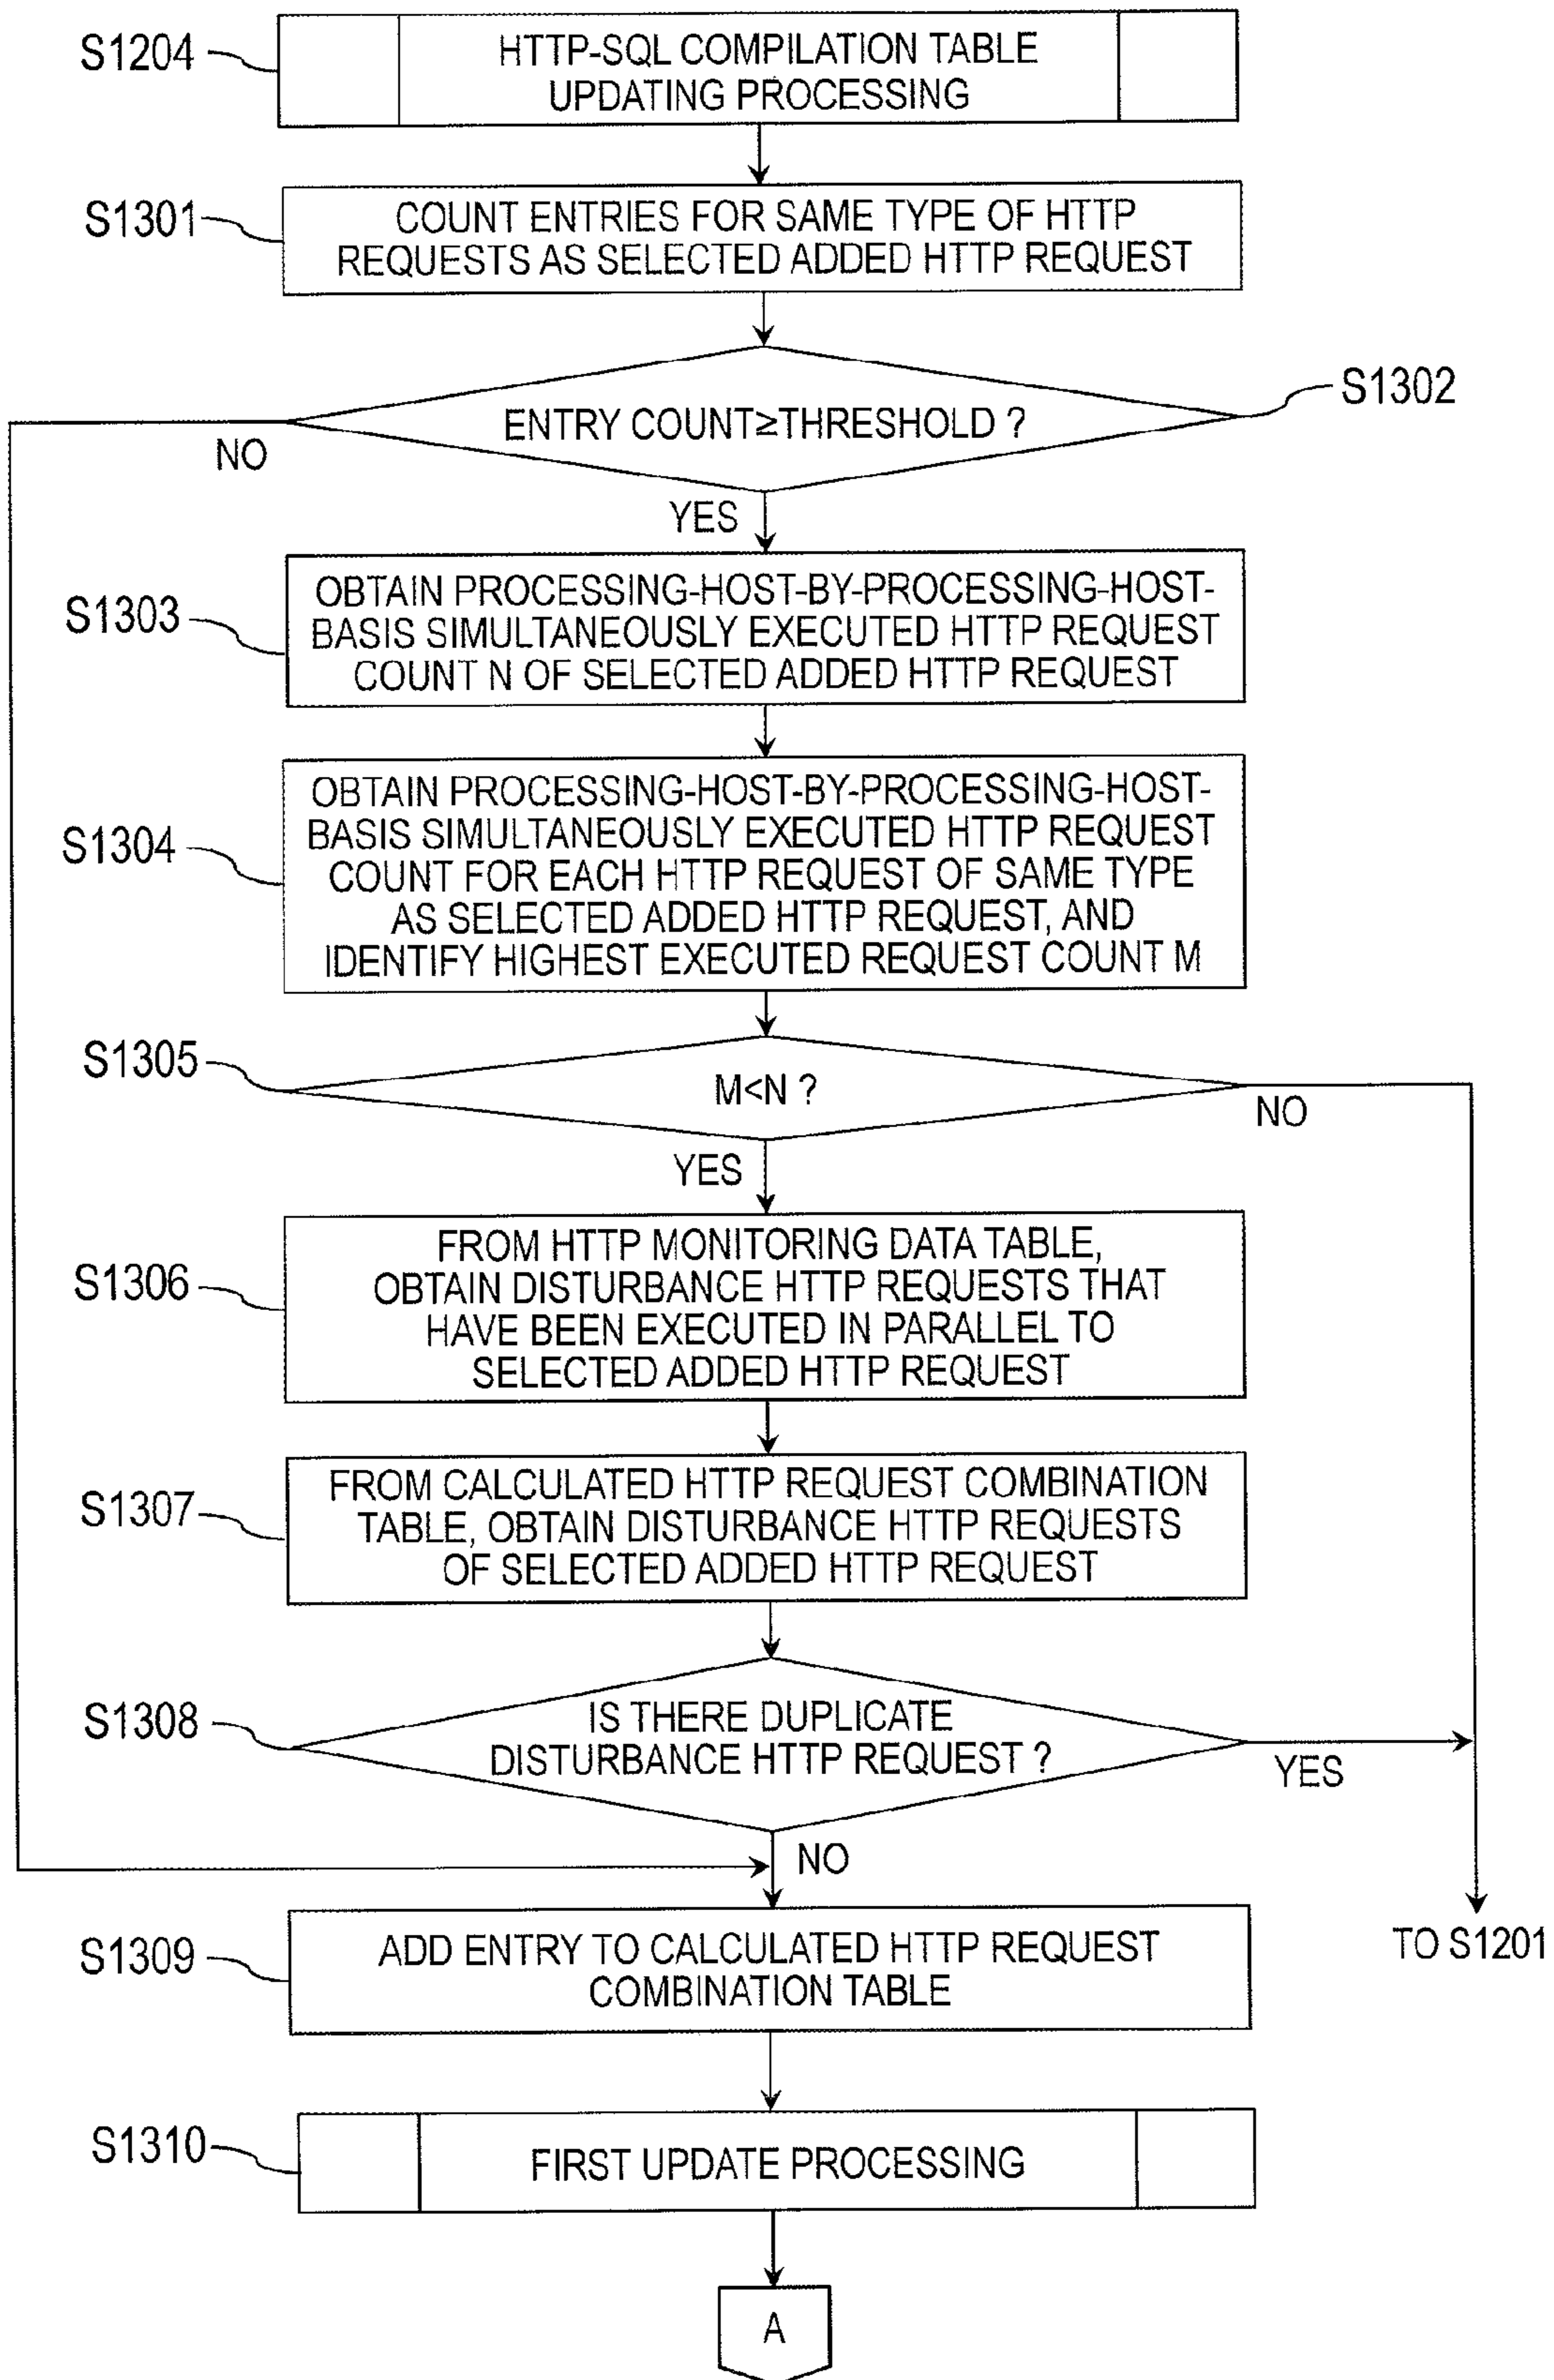 S1204
HTTP-SQL COMPILATION TABLE
UPDATING PROCESSING
S1301
COUNT ENTRIES FOR SAME TYPE OF HTTP
REQUESTS AS SELECTED ADDED HTTP REQUEST
S1302
ENTRY COUNT≥THRESHOLD ?
NO
YES
S1303
OBTAIN PROCESSING-HOST-BY-PROCESSING-HOST-
BASIS SIMULTANEOUSLY EXECUTED HTTP REQUEST
COUNT N OF SELECTED ADDED HTTP REQUEST
S1304
OBTAIN PROCESSING-HOST-BY-PROCESSING-HOST-
BASIS SIMULTANEOUSLY EXECUTED HTTP REQUEST
COUNT FOR EACH HTTP REQUEST OF SAME TYPE
AS SELECTED ADDED HTTP REQUEST, AND
IDENTIFY HIGHEST EXECUTED REQUEST COUNT M
S1305
M<N ?
NO
YES
S1306
FROM HTTP MONITORING DATA TABLE,
OBTAIN DISTURBANCE HTTP REQUESTS THAT
HAVE BEEN EXECUTED IN PARALLEL TO
SELECTED ADDED HTTP REQUEST
S1307
FROM CALCULATED HTTP REQUEST COMBINATION
TABLE, OBTAIN DISTURBANCE HTTP REQUESTS
OF SELECTED ADDED HTTP REQUEST
S1308
IS THERE DUPLICATE
DISTURBANCE HTTP REQUEST ?
YES
NO
S1309
ADD ENTRY TO CALCULATED HTTP REQUEST
COMBINATION TABLE
TO S1201
S1310
FIRST UPDATE PROCESSING
A